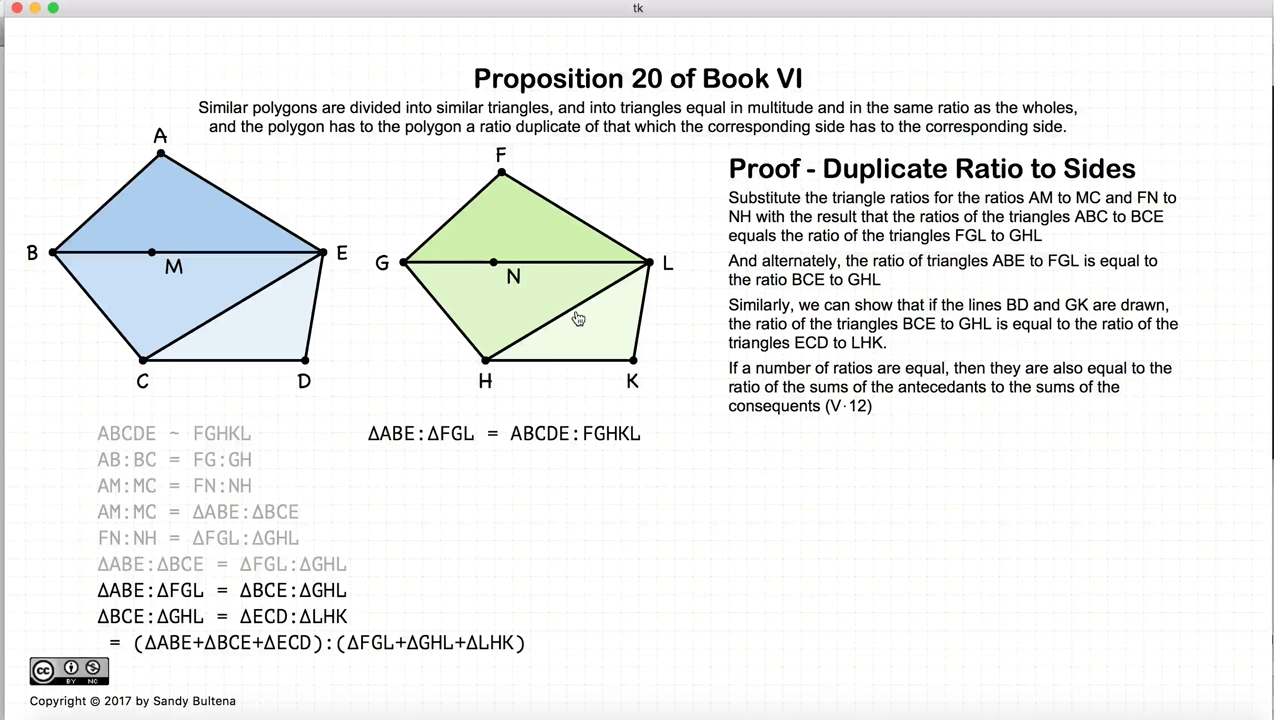 tk
Proposition 20 of Book VI
Similar polygons are divided into similar triangles, and into triangles equal in multitude and in the same ratio as the wholes,
and the polygon has to the polygon a ratio duplicate of that which the corresponding side has to the corresponding side.
A
B
E
M
C
D
F
G
L
N
H
K
Proof - Duplicate Ratio to Sides
Substitute the triangle ratios for the ratios AM to MC and FN to
NH with the result that the ratios of the triangles ABC to BCE
equals the ratio of the triangles FGL to GHL
And alternately, the ratio of triangles ABE to FGL is equal to
the ratio BCE to GHL
Similarly, we can show that if the lines BD and GK are drawn,
the ratio of the triangles BCE to GHL is equal to the ratio of the
triangles ECD to LHK.
If a number of ratios are equal, then they are also equal to the
ratio of the sums of the antecedants to the sums of the
consequents (V·12)
ABCDE ~ FGHKL
AB:BC = FG:GH
AM:MC = FN:NH
AM:MC = ΔABE:ΔBCE
FN:NH = ΔFGL:ΔGHL
ΔABE:ΔBCE = ΔFGL:ΔGHL
ΔABE:ΔFGL = ΔBCE:ΔGHL
ΔBCE:ΔGHL = ΔECD:ΔLHK
= (ΔABE+ΔBCE+ΔECD):(ΔFGL+ΔGHL+ΔLHK)
ΔABE:ΔFGL = ABCDE:FGHKL
cc
BY NC
Copyright © 2017 by Sandy Bultena